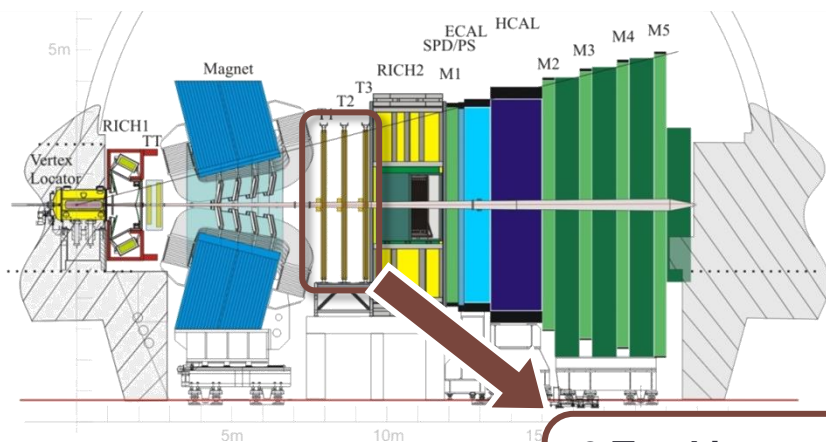 5m
Magnet
RICH1
TT
Vertex
Locator
T1
T2
T3
RICH2
M1
SPD/PS
ECAL
HCAL
M2
M3
M4
M5
5m
10m